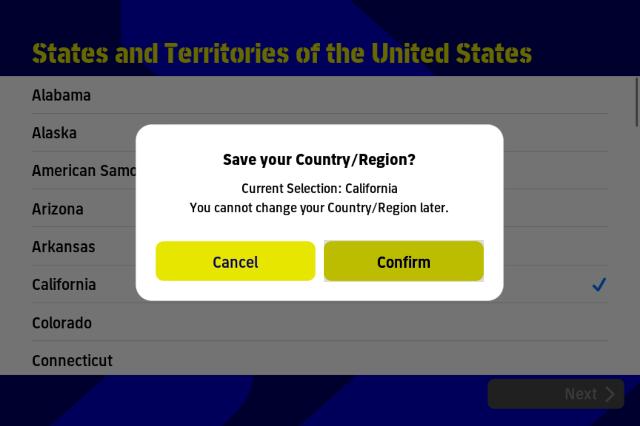 States and Territories of the United States
Alabama
Alaska
American Samo
Arizona
Arkansas
California
Colorado
Connecticut
Save your Country/Region?
Current Selection: California
You cannot change your Country/Region later.
Cancel
Confirm
Next